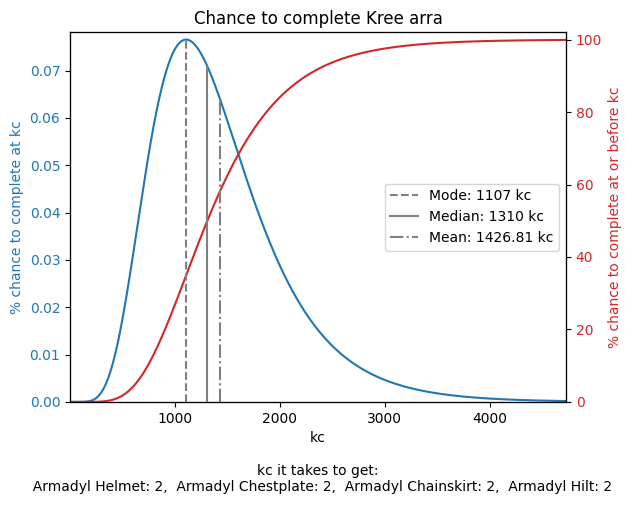 Chance to complete Kree arra
% chance to complete at kc
0.07
0.06
0.05
0.04
0.03
0.02
0.01
0.00
100
80
60
40
20
0
% chance to complete at or before kc
Mode: 1107 kc
Median: 1310 kc
Mean: 1426.81 kc
1000 2000 3000 4000
kc
kc it takes to get:
Armadyl Helmet: 2, Armadyl Chestplate: 2, Armadyl Chainskirt: 2, Armadyl Hilt: 2